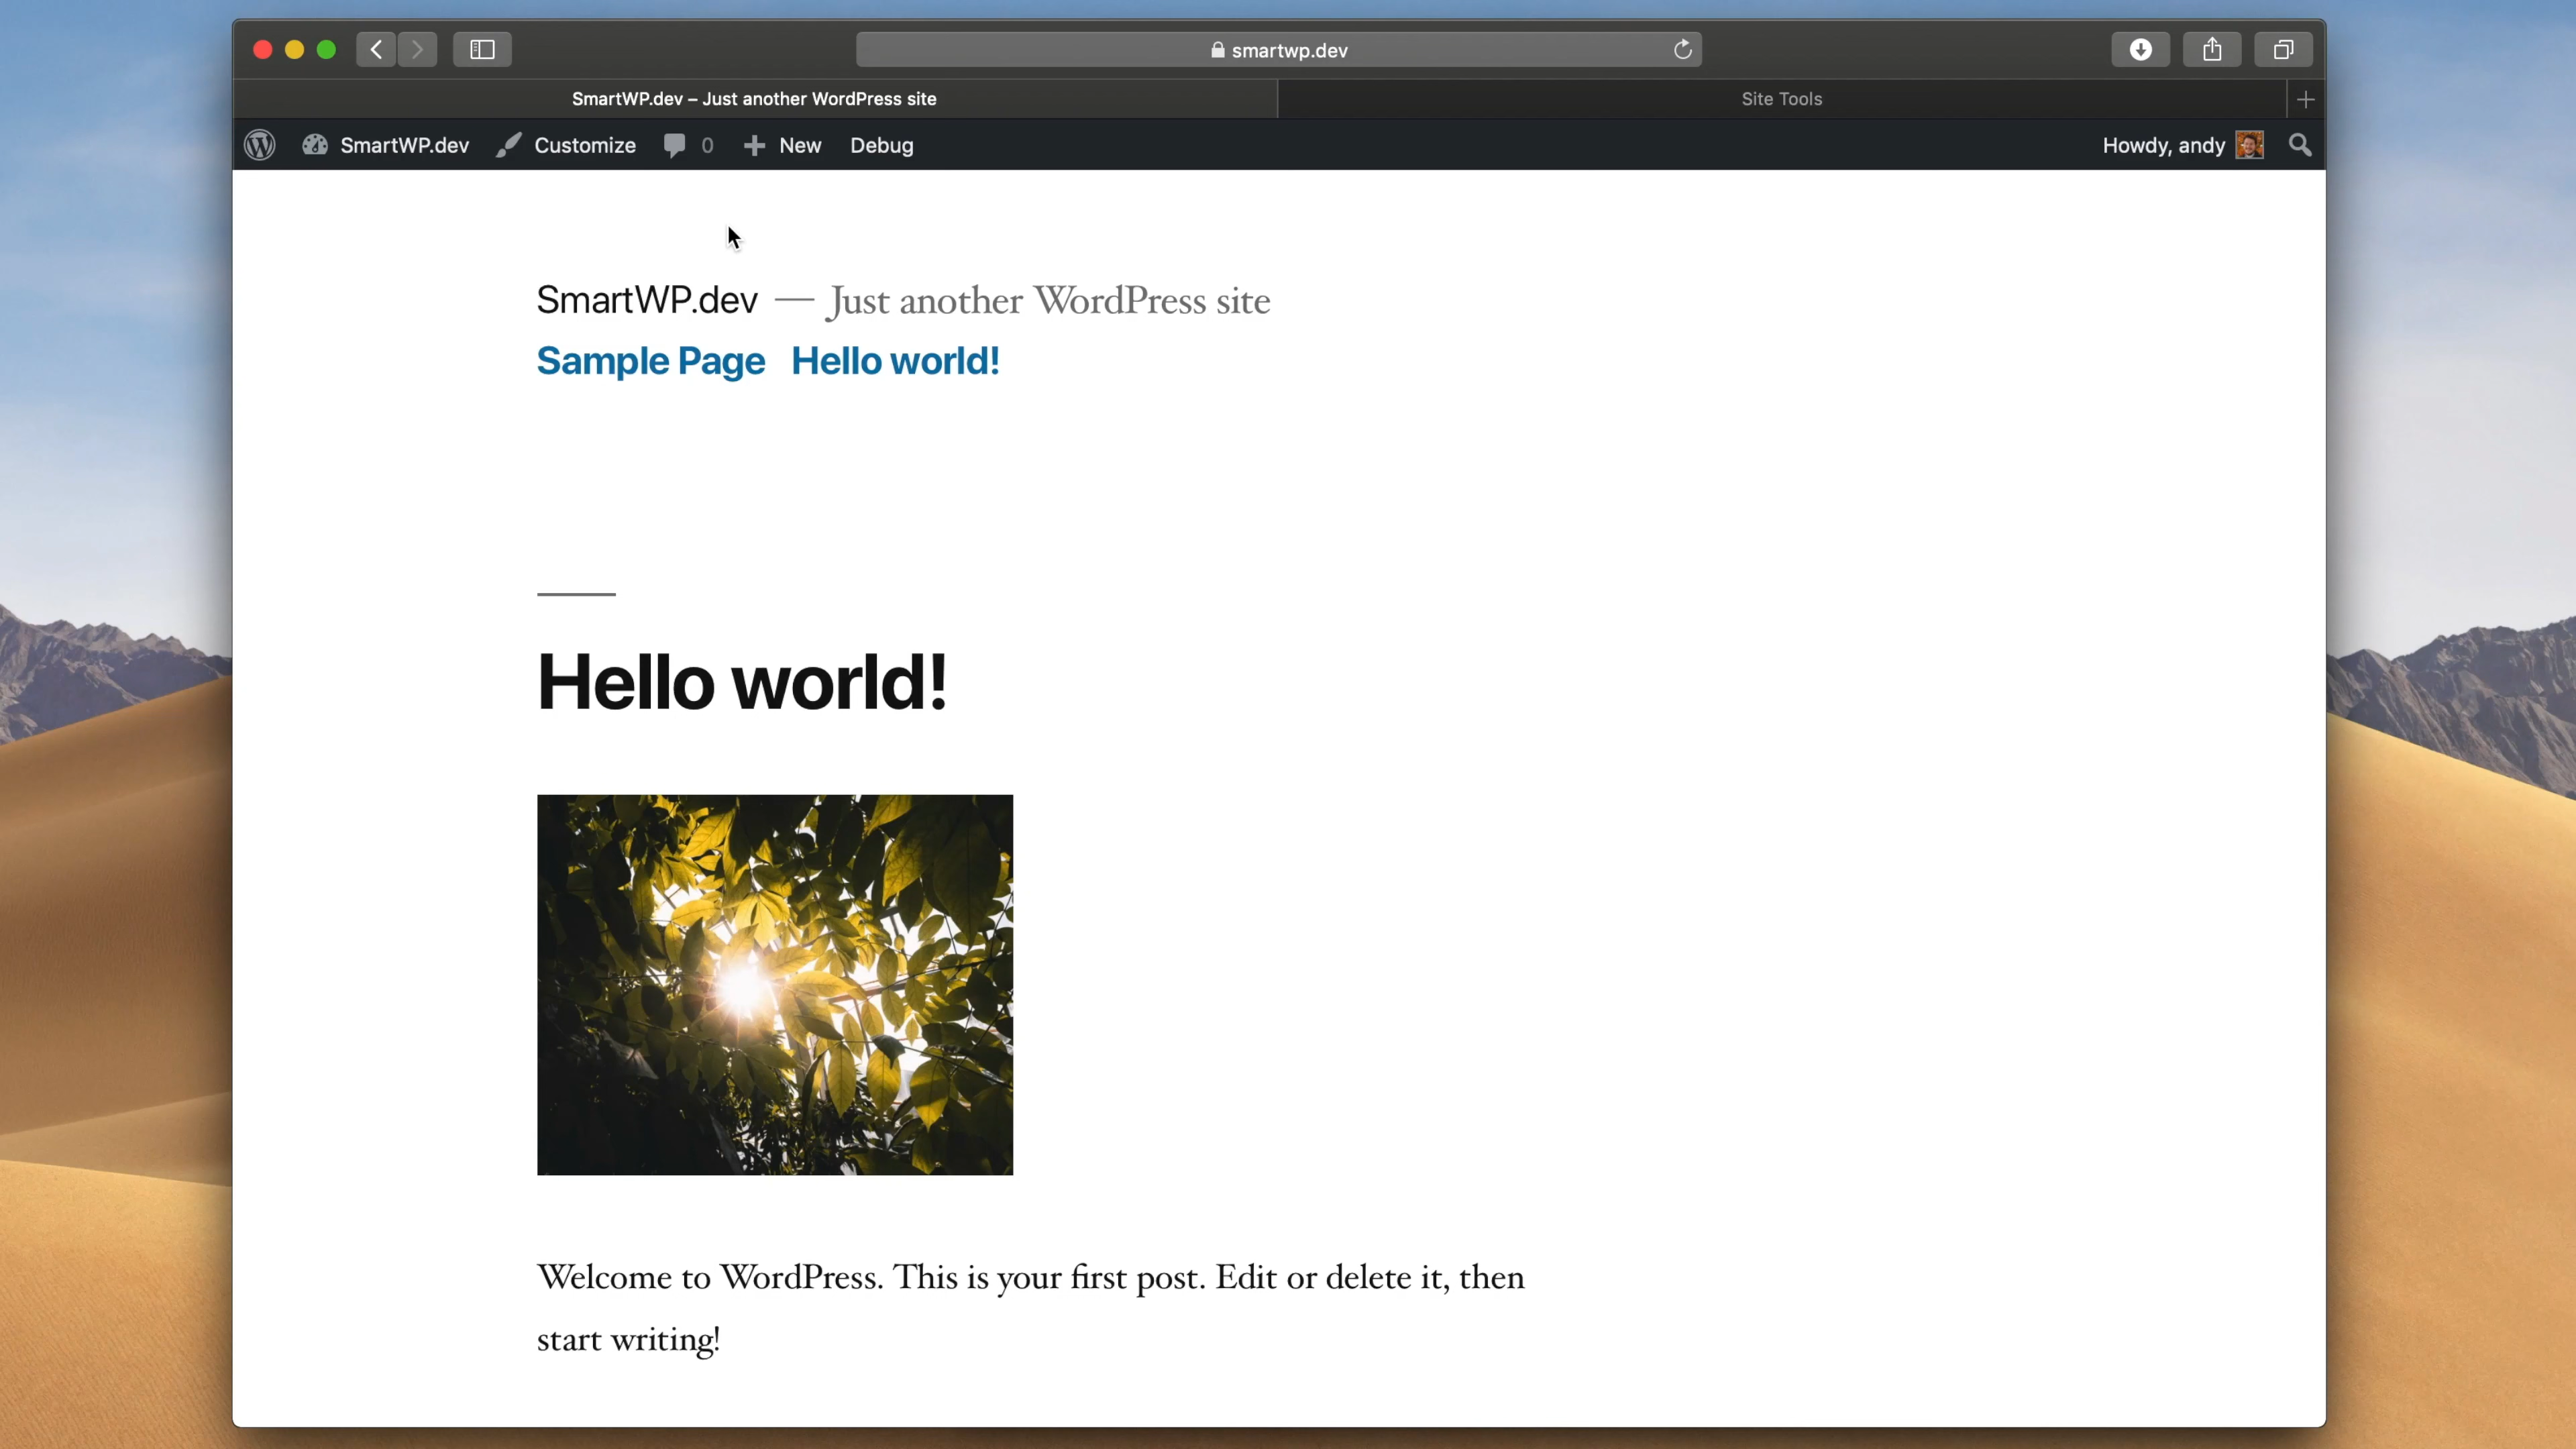 smartwp.dev
SmartWP.dev – Just another WordPress site
Site Tools
SmartWP.dev Customize 0 New Debug
Howdy, andy
SmartWP.dev — Just another WordPress site
Sample Page Hello world!
Hello world!
Welcome to WordPress. This is your first post. Edit or delete it, then
start writing!